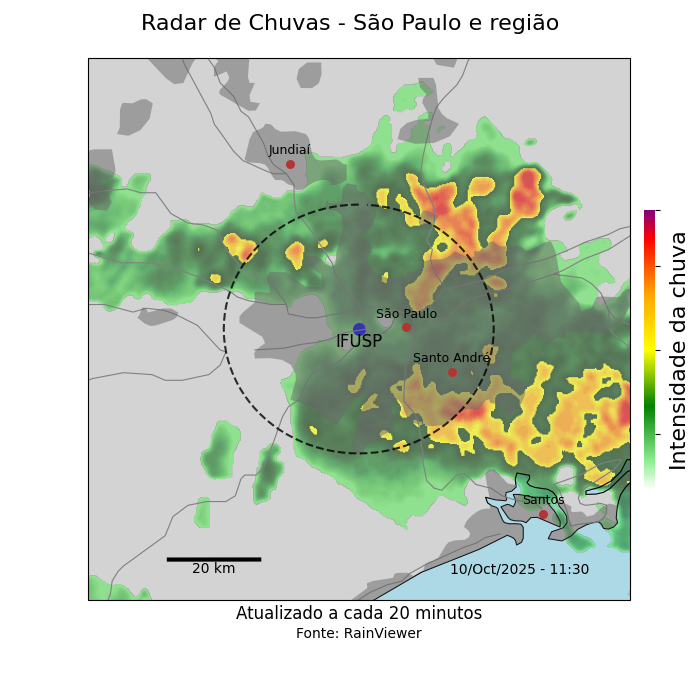 Radar de Chuvas - São Paulo e região
Jundiaí
São Paulo
IFUSP
Santo André
Santos
20 km
10/Oct/2025 - 11:30
Intensidade da chuva
Atualizado a cada 20 minutos
Fonte: RainViewer